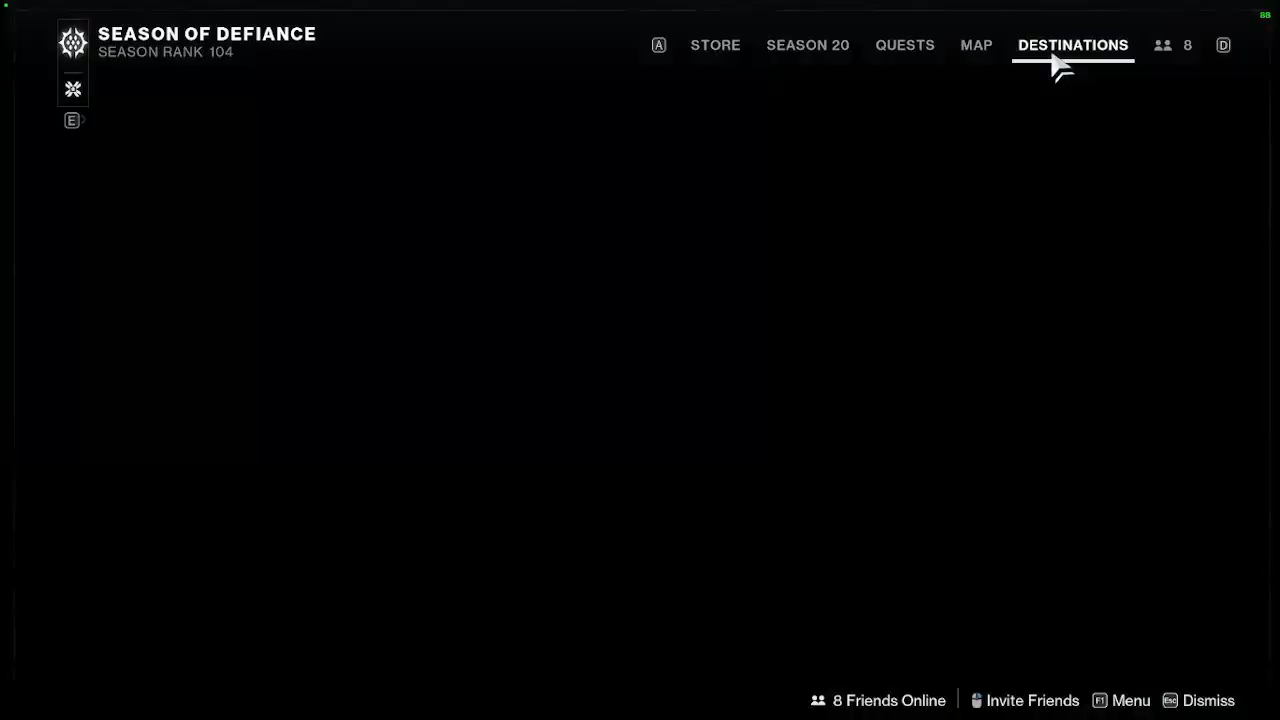 SEASON OF DEFIANCE
SEASON RANK 104
A STORE SEASON 20 QUESTS MAP DESTINATIONS 8 D
E
88
8 Friends Online Invite Friends F1 Menu Esc Dismiss